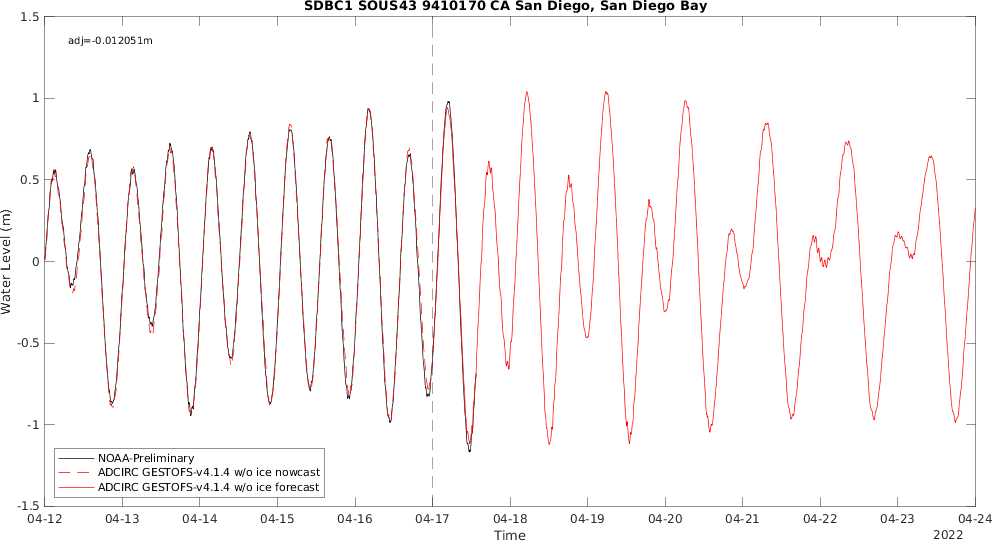 SDBC1 SOUS43 9410170 CA San Diego, San Diego Bay
adj=-0.012051m
1.5
1
0.5
0
-0.5
-1
-1.5
Water Level (m)
NOAA-Preliminary
ADCIRC GESTOFS-v4.1.4 w/o ice nowcast
ADCIRC GESTOFS-v4.1.4 w/o ice forecast
04-12 04-13 04-14 04-15 04-16 04-17 04-18 04-19 04-20 04-21 04-22 04-23 04-24
Time
2022